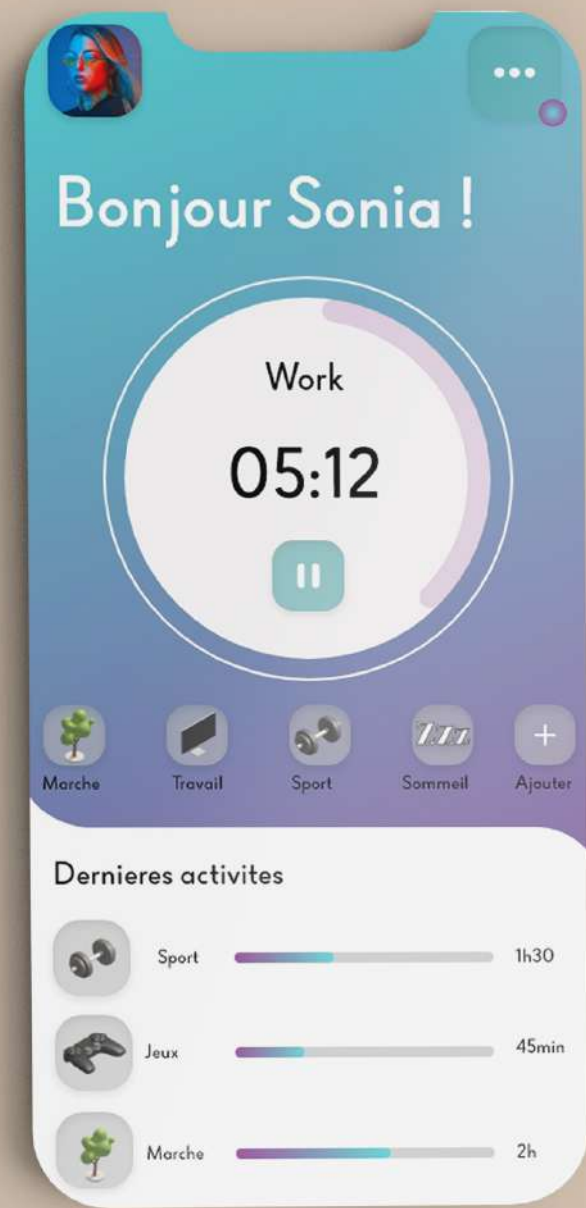 Bonjour Sonia !
Work
05:12
Marche Travail Sport Sommeil Ajouter
Dernieres activites
Sport 1h30
Jeux 45min
Marche 2h